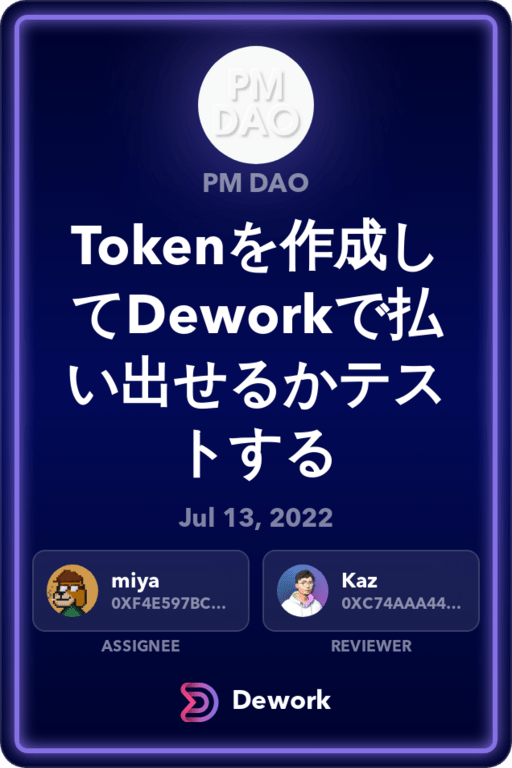 PM
DAO
PM DAO
Tokenを作成し
てDeworkで払
い出せるかテス
トする
Jul 13, 2022
miya
0XF4E597BC...
Kaz
0XC74AAA44...
ASSIGNEE
REVIEWER
Dework